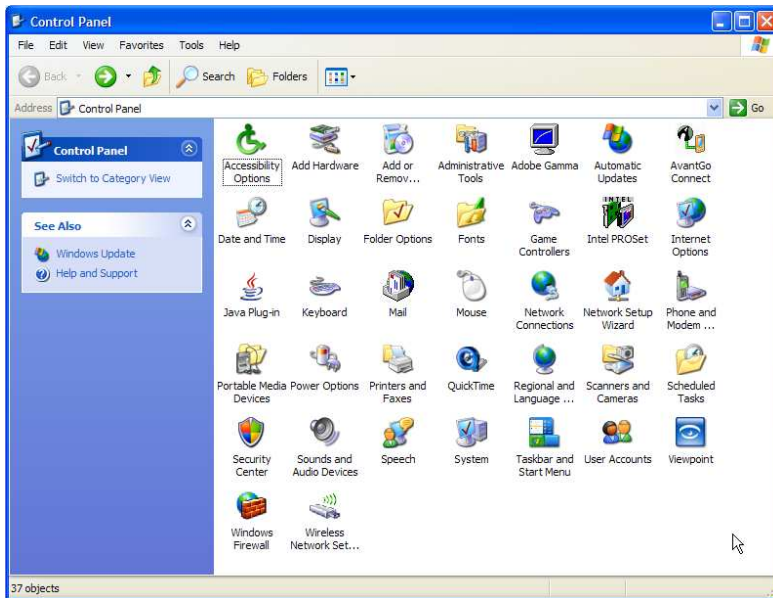 Control Panel
File Edit View Favorites Tools Help
Back Search Folders
Address Control Panel Go
Control Panel
Switch to Category View
See Also
Windows Update
Help and Support
Accessibility Options
Add Hardware
Add or Remov...
Administrative Tools
Adobe Gamma
Automatic Updates
AvantGo Connect
Date and Time
Display
Folder Options
Fonts
Game Controllers
INTEL
Intel PROSet
Internet Options
Java Plug-in
Keyboard
Mail
Mouse
Network Connections
Network Setup Wizard
Phone and Modem ...
Portable Media Devices
Power Options
Printers and Faxes
QuickTime
Regional and Language ...
Scanners and Cameras
Scheduled Tasks
Security Center
Sounds and Audio Devices
Speech
System
Taskbar and Start Menu
User Accounts
Viewpoint
Windows Firewall
Wireless Network Set...
37 objects